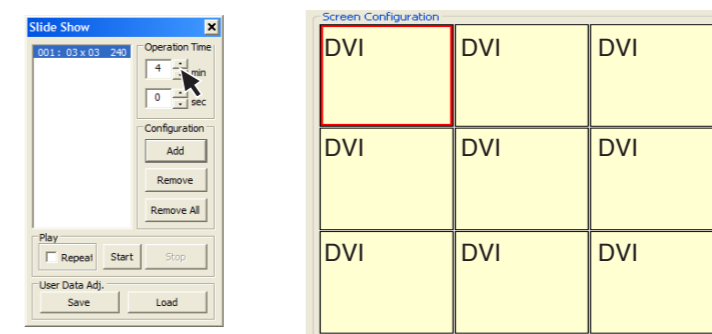 Slide Show
001 : 03 x 03 240
Operation Time
4 min
0 sec
Configuration
Add
Remove
Remove All
Play
Repeat Start Stop
User Data Adj.
Save Load
Screen Configuration
DVI DVI DVI
DVI DVI DVI
DVI DVI DVI